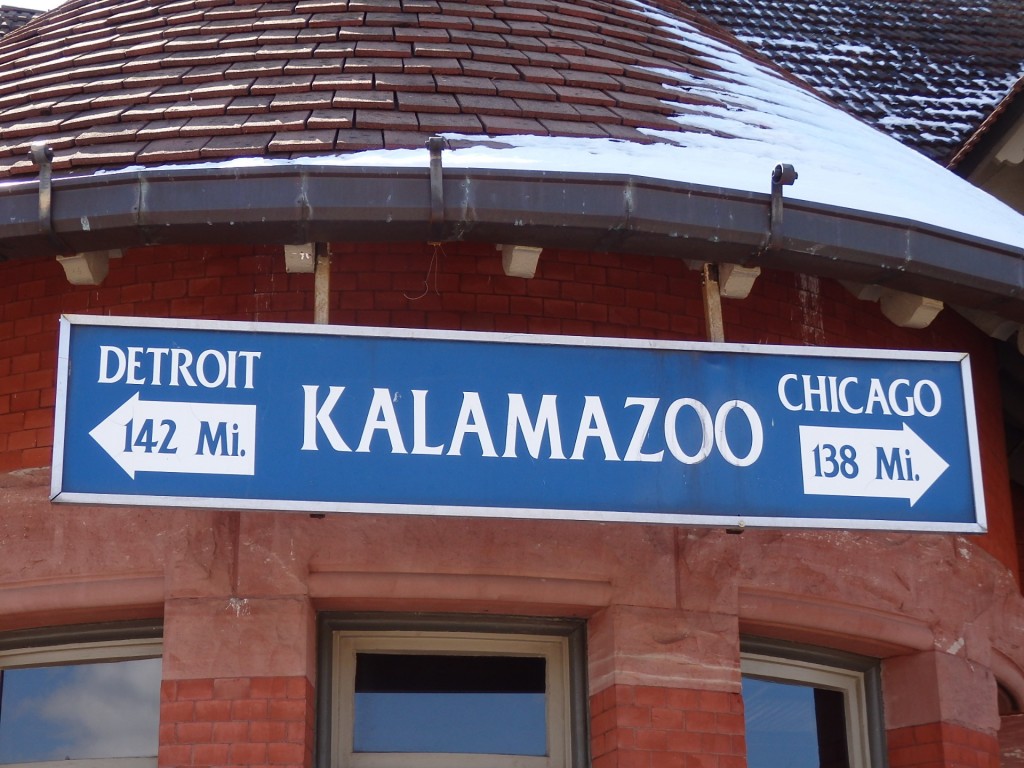 DETROIT
142 Mi.
KALAMAZOO
CHICAGO
138 Mi.